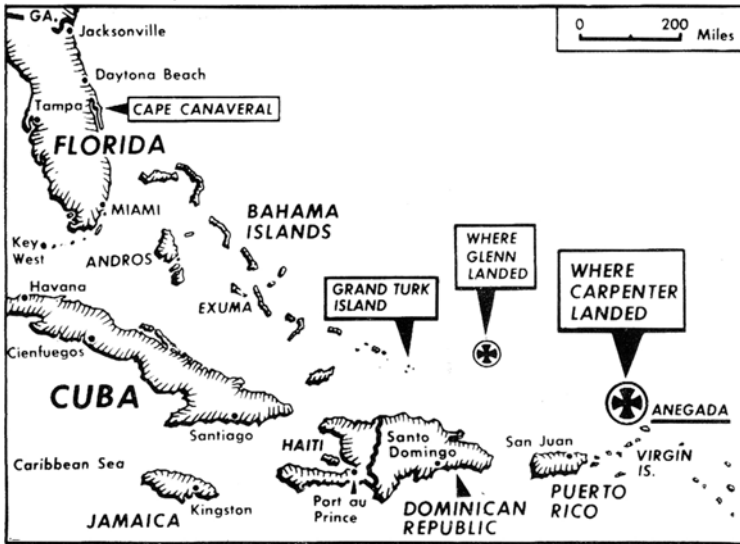 GA.
Jacksonville
0 200 Miles
Daytona Beach
Tampa
CAPE CANAVERAL
FLORIDA
MIAMI
BAHAMA
ISLANDS
Key
West
ANDROS
EXUMA
WHERE
GLENN
LANDED
WHERE
CARPENTER
LANDED
GRAND TURK
ISLAND
Havana
Cienfuegos
CUBA
Santiago
ANEGADA
HAITI
Santo
Domingo
San Juan
VIRGIN
IS.
Caribbean Sea
JAMAICA
Kingston
Port au
Prince
DOMINICAN
REPUBLIC
PUERTO
RICO